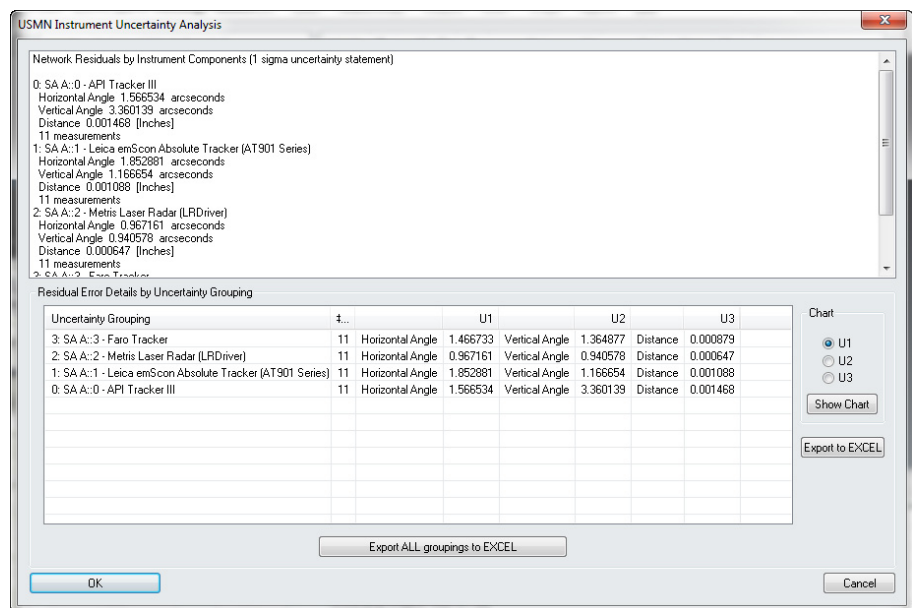 USMN Instrument Uncertainty Analysis
Network Residuals by Instrument Components (1 sigma uncertainty statement)
0: SA A::0 - API Tracker III
Horizontal Angle 1.566534 arcseconds
Vertical Angle 3.360139 arcseconds
Distance 0.001468 [Inches]
11 measurements
1: SA A::1 - Leica emScon Absolute Tracker (AT901 Series)
Horizontal Angle 1.852881 arcseconds
Vertical Angle 1.166654 arcseconds
Distance 0.001088 [Inches]
11 measurements
2: SA A::2 - Metris Laser Radar (LRDriver)
Horizontal Angle 0.967161 arcseconds
Vertical Angle 0.940578 arcseconds
Distance 0.000647 [Inches]
11 measurements
3: SA A::3 - Faro Tracker
Residual Error Details by Uncertainty Grouping
Uncertainty Grouping ‡... U1 U2 U3
3: SA A::3 - Faro Tracker 11 Horizontal Angle 1.466733 Vertical Angle 1.364877 Distance 0.000879
2: SA A::2 - Metris Laser Radar (LRDriver) 11 Horizontal Angle 0.967161 Vertical Angle 0.940578 Distance 0.000647
1: SA A::1 - Leica emScon Absolute Tracker (AT901 Series) 11 Horizontal Angle 1.852881 Vertical Angle 1.166654 Distance 0.001088
0: SA A::0 - API Tracker III 11 Horizontal Angle 1.566534 Vertical Angle 3.360139 Distance 0.001468
Chart
U1
U2
U3
Show Chart
Export to EXCEL
Export ALL groupings to EXCEL
OK
Cancel